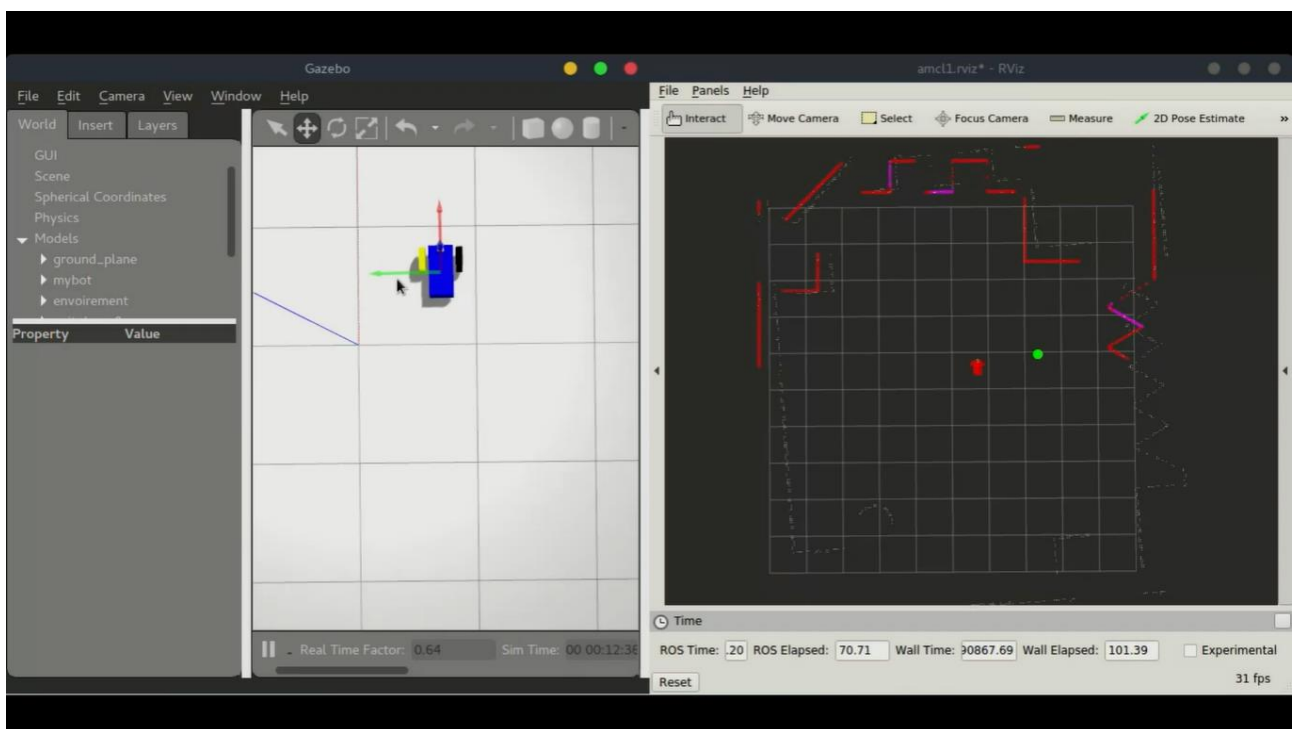 Gazebo
File Edit Camera View Window Help
World Insert Layers
GUI
Scene
Spherical Coordinates
Physics
Models
ground_plane
mybot
envoirement
Property Value
Real Time Factor: 0.64 Sim Time: 00 00:12:36
amcl1.rviz* - RViz
File Panels Help
Interact Move Camera Select Focus Camera Measure 2D Pose Estimate »
Time
ROS Time: .20 ROS Elapsed: 70.71 Wall Time: 90867.69 Wall Elapsed: 101.39 Experimental
Reset 31 fps